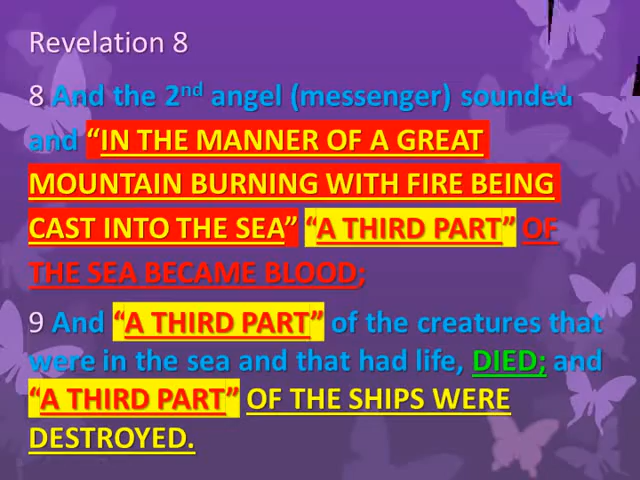 Revelation 8
8 And the 2nd angel (messenger) sounded
and “IN THE MANNER OF A GREAT
MOUNTAIN BURNING WITH FIRE BEING
CAST INTO THE SEA” “A THIRD PART” OF
THE SEA BECAME BLOOD;
9 And “A THIRD PART” of the creatures that
were in the sea and that had life, DIED; and
“A THIRD PART” OF THE SHIPS WERE
DESTROYED.